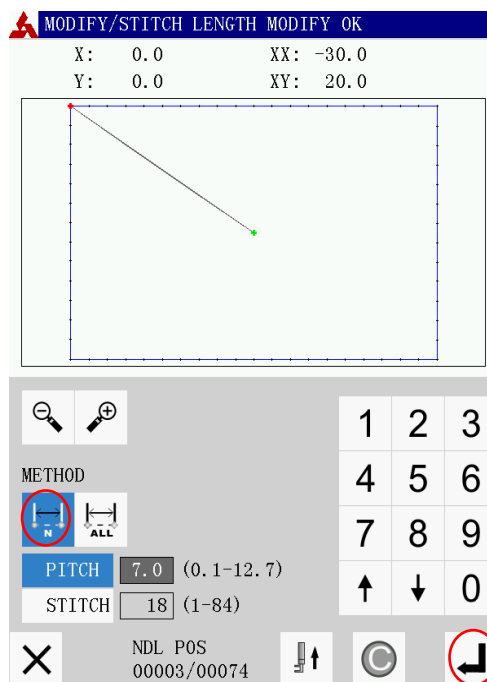 MODIFY/STITCH LENGTH MODIFY OK
X: 0.0 XX: -30.0
Y: 0.0 XY: 20.0
1 2 3
METHOD
4 5 6
N ALL
7 8 9
PITCH 7.0 (0.1-12.7)
STITCH 18 (1-84)
0
NDL POS
00003/00074
C